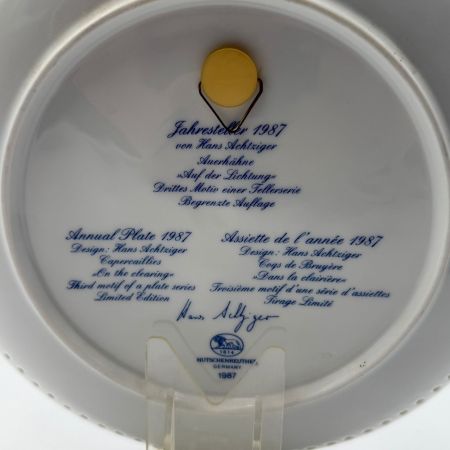 Jahresteller 1987
von Hans Achtziger
Auerhähne
»Auf der Lichtung«
Drittes Motiv einer Tellerserie
Begrenzte Auflage
Annual Plate 1987
Design: Hans Achtziger
Capercaillies
»On the clearing«
Third motif of a plate series
Limited Edition
Assiette de l'année 1987
Design: Hans Achtziger
Coqs de Bruyère
»Dans la clairière«
Troisième motif d'une série d'assiettes
Tirage Limité
Hans Achtziger
1814
HUTSCHENREUTHER
GERMANY
1987